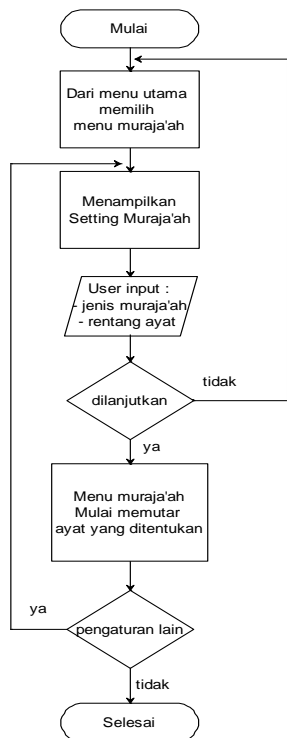 Mulai
Dari menu utama
memilih
menu muraja'ah
Menampilkan
Setting Muraja'ah
User input :
- jenis muraja'ah
- rentang ayat
dilanjutkan
tidak
ya
Menu muraja'ah
Mulai memutar
ayat yang ditentukan
ya
pengaturan lain
tidak
Selesai